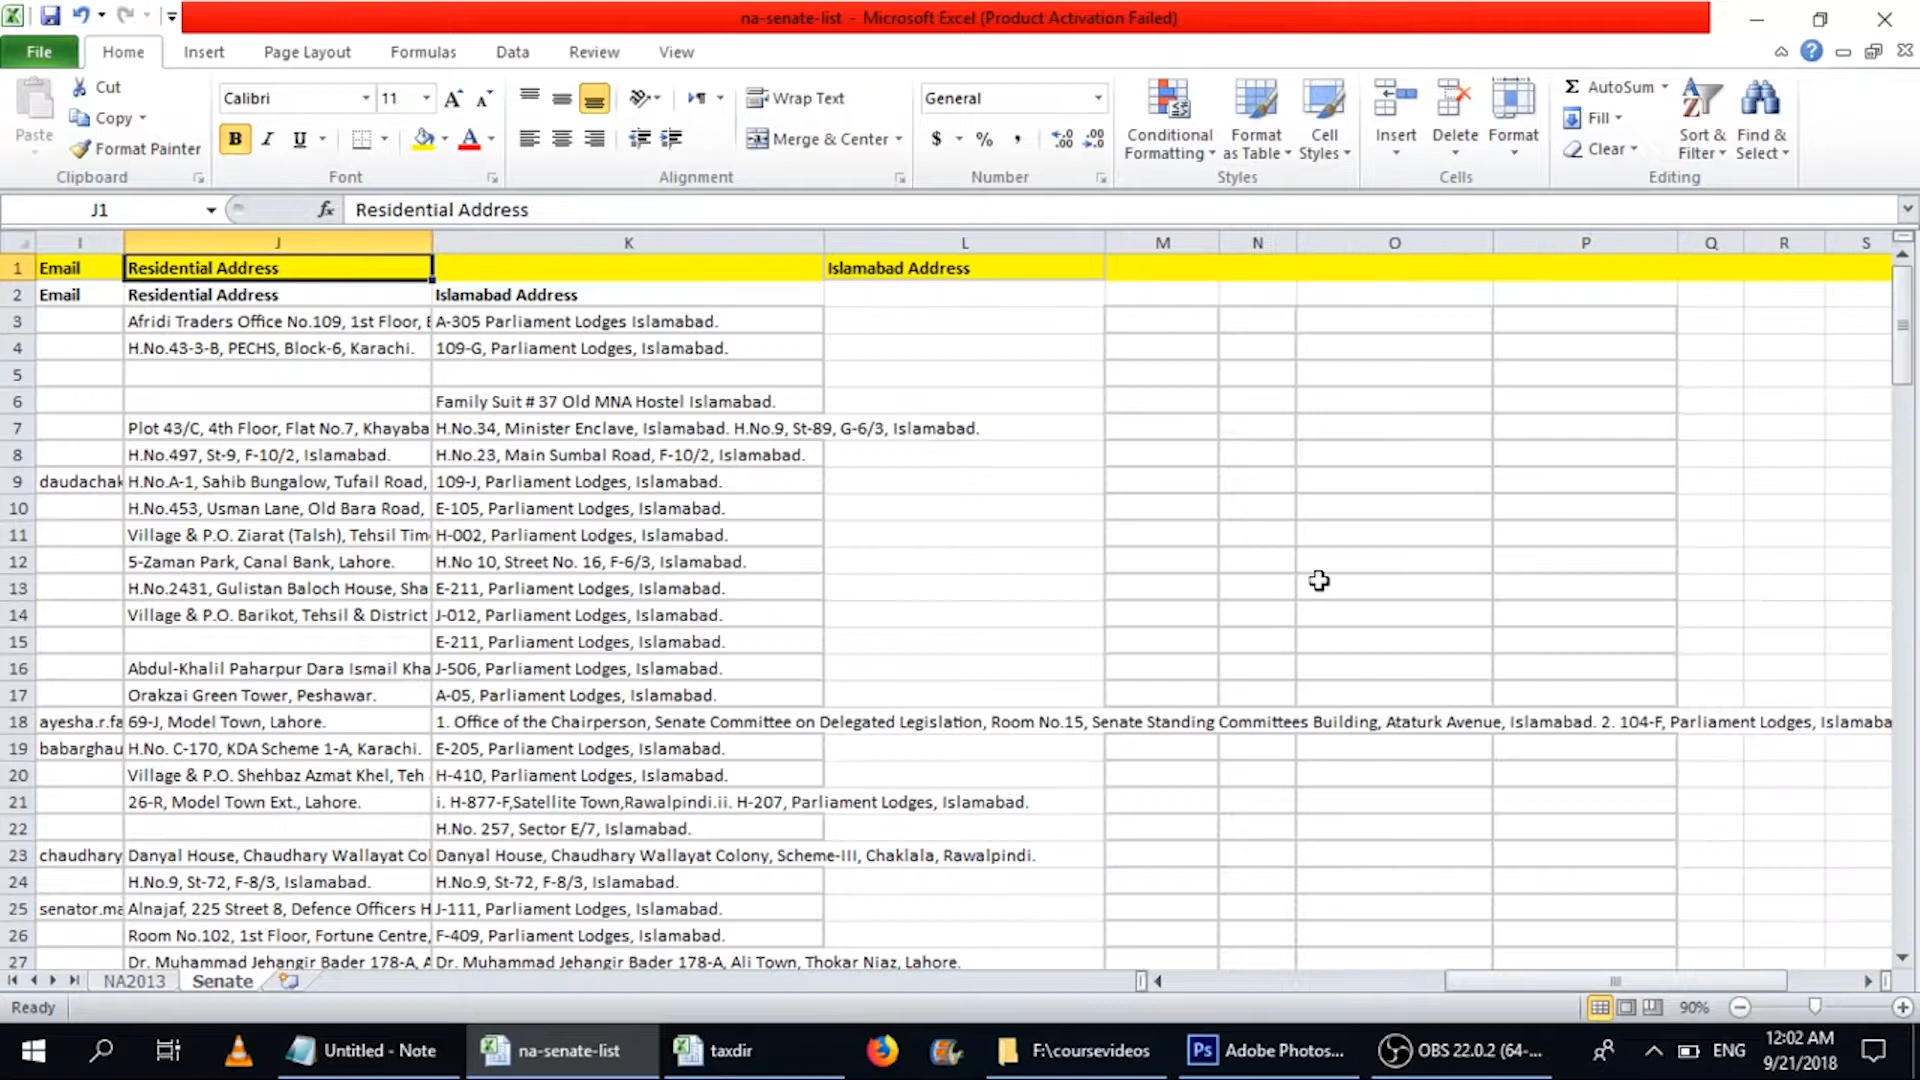 na-senate-list - Microsoft Excel (Product Activation Failed)
File Home Insert Page Layout Formulas Data Review View
Paste
Cut
Copy
Format Painter
Clipboard
Calibri 11
B I U
Font
Wrap Text
Merge & Center
Alignment
General
$ % ,
Number
Conditional Formatting
Format as Table
Cell Styles
Styles
Insert Delete Format
Cells
AutoSum
Fill
Clear
Sort & Filter
Find & Select
Editing
J1 fx Residential Address
I J K L M N O P Q R S
1 Email Residential Address Islamabad Address
2 Email Residential Address Islamabad Address
3 Afridi Traders Office No.109, 1st Floor, A-305 Parliament Lodges Islamabad.
4 H.No.43-3-B, PECHS, Block-6, Karachi. 109-G, Parliament Lodges, Islamabad.
5
6 Family Suit # 37 Old MNA Hostel Islamabad.
7 Plot 43/C, 4th Floor, Flat No.7, Khayaba H.No.34, Minister Enclave, Islamabad. H.No.9, St-89, G-6/3, Islamabad.
8 H.No.497, St-9, F-10/2, Islamabad. H.No.23, Main Sumbal Road, F-10/2, Islamabad.
9 daudachak H.No.A-1, Sahib Bungalow, Tufail Road, 109-J, Parliament Lodges, Islamabad.
10 H.No.453, Usman Lane, Old Bara Road, E-105, Parliament Lodges, Islamabad.
11 Village & P.O. Ziarat (Talsh), Tehsil Tim H-002, Parliament Lodges, Islamabad.
12 5-Zaman Park, Canal Bank, Lahore. H.No 10, Street No. 16, F-6/3, Islamabad.
13 H.No.2431, Gulistan Baloch House, Sha E-211, Parliament Lodges, Islamabad.
14 Village & P.O. Barikot, Tehsil & District J-012, Parliament Lodges, Islamabad.
15 E-211, Parliament Lodges, Islamabad.
16 Abdul-Khalil Paharpur Dara Ismail Kha J-506, Parliament Lodges, Islamabad.
17 Orakzai Green Tower, Peshawar. A-05, Parliament Lodges, Islamabad.
18 ayesha.r.fa 69-J, Model Town, Lahore. 1. Office of the Chairperson, Senate Committee on Delegated Legislation, Room No.15, Senate Standing Committees Building, Ataturk Avenue, Islamabad. 2. 104-F, Parliament Lodges, Islamaba
19 babarghau H.No. C-170, KDA Scheme 1-A, Karachi. E-205, Parliament Lodges, Islamabad.
20 Village & P.O. Shehbaz Azmat Khel, Teh H-410, Parliament Lodges, Islamabad.
21 26-R, Model Town Ext., Lahore. i. H-877-F,Satellite Town,Rawalpindi.ii. H-207, Parliament Lodges, Islamabad.
22 H.No. 257, Sector E/7, Islamabad.
23 chaudhary Danyal House, Chaudhary Wallayat Col Danyal House, Chaudhary Wallayat Colony, Scheme-III, Chaklala, Rawalpindi.
24 H.No.9, St-72, F-8/3, Islamabad. H.No.9, St-72, F-8/3, Islamabad.
25 senator.ma Alnajaf, 225 Street 8, Defence Officers H J-111, Parliament Lodges, Islamabad.
26 Room No.102, 1st Floor, Fortune Centre, F-409, Parliament Lodges, Islamabad.
27 Dr. Muhammad Jehangir Bader 178-A, A Dr. Muhammad Jehangir Bader 178-A, Ali Town, Thokar Niaz, Lahore.
NA2013 Senate
Ready 90%
Untitled - Note na-senate-list taxdir F:\coursevideos Ps Adobe Photos... OBS 22.0.2 (64-... ENG 12:02 AM
9/21/2018